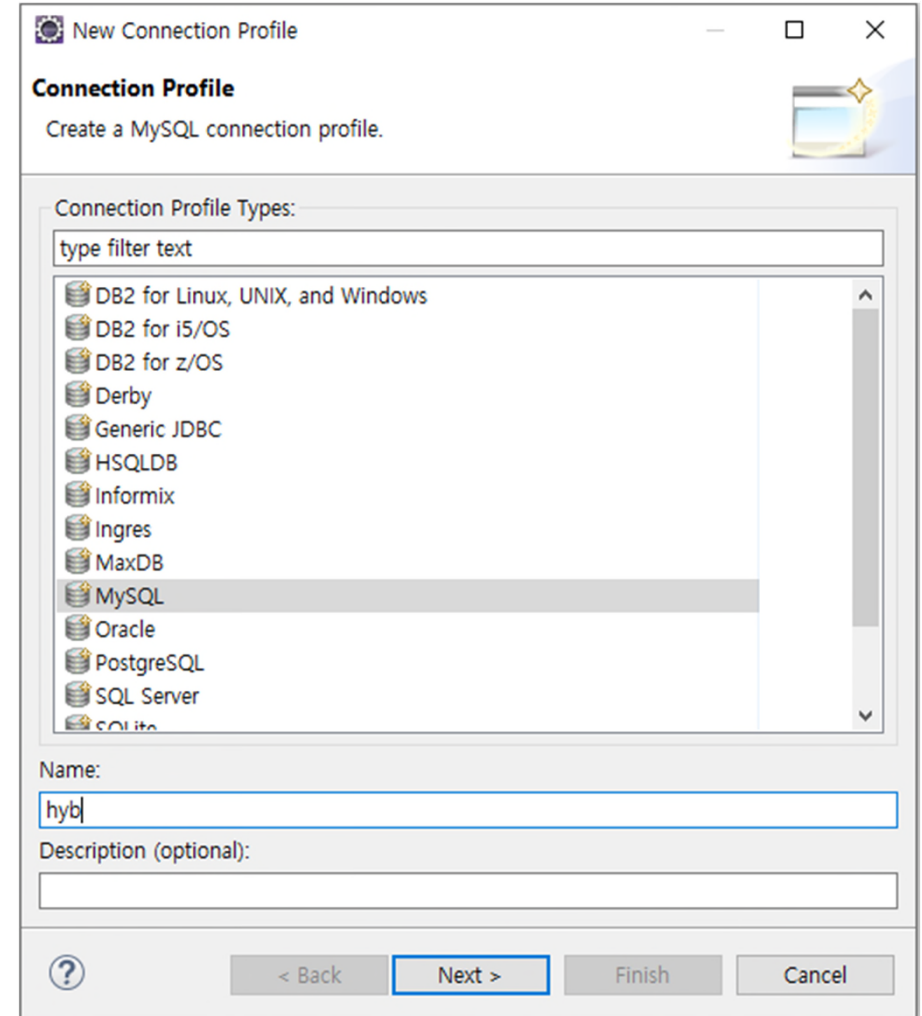 New Connection Profile
Connection Profile
Create a MySQL connection profile.
Connection Profile Types:
type filter text
DB2 for Linux, UNIX, and Windows
DB2 for i5/OS
DB2 for z/OS
Derby
Generic JDBC
HSQLDB
Informix
Ingres
MaxDB
MySQL
Oracle
PostgreSQL
SQL Server
SQLite
Name:
hyb
Description (optional):
? < Back Next > Finish Cancel